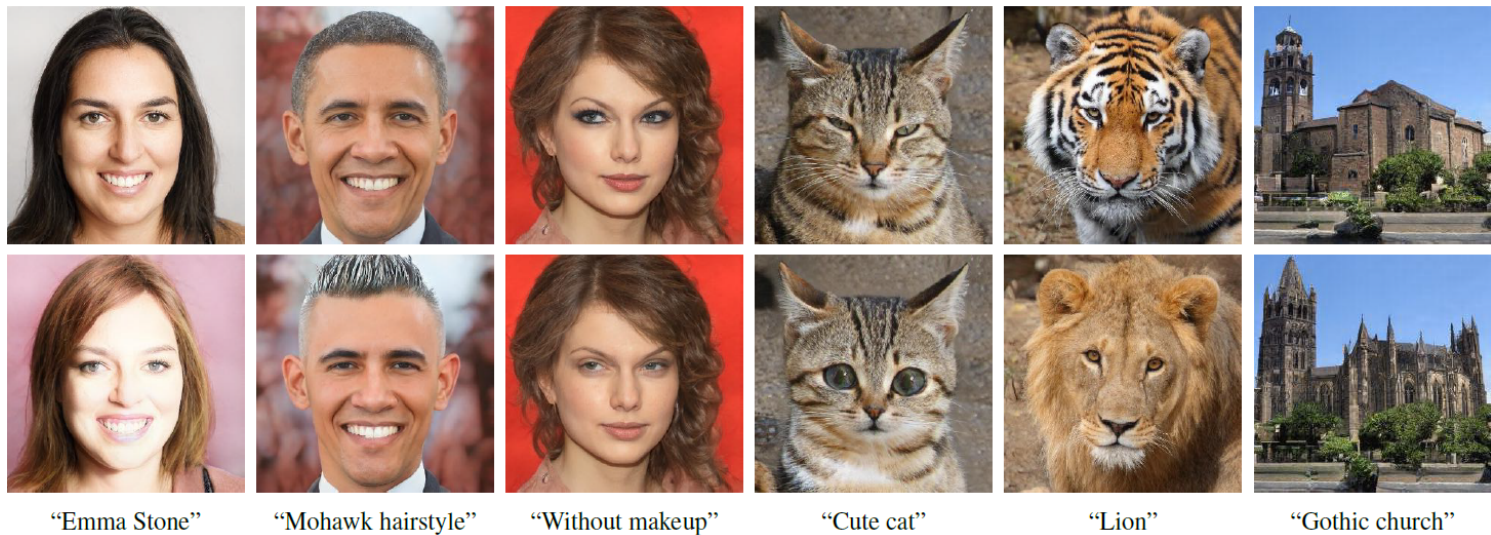 “Emma Stone” “Mohawk hairstyle” “Without makeup” “Cute cat” “Lion” “Gothic church”